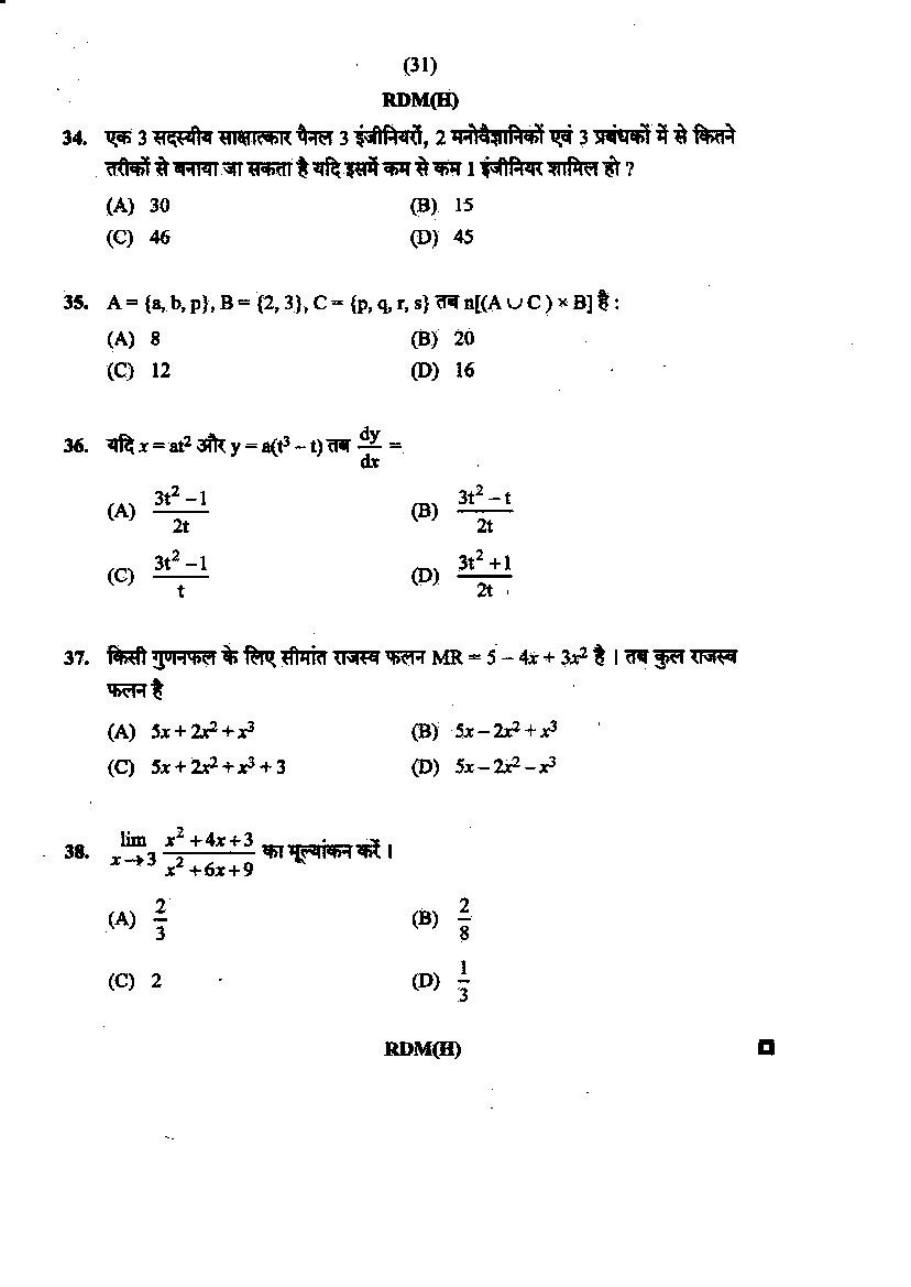 (31)
RDM(H)
34. एक 3 सदस्यीय साक्षात्कार पैनल 3 इंजीनियरों, 2 मनोवैज्ञानिकों एवं 3 प्रबंधकों में से कितने
तरीकों से बनाया जा सकता है यदि इसमें कम से कम 1 इंजीनियर शामिल हो ?
(A) 30 (B) 15
(C) 46 (D) 45
35. A = {a, b, p}, B = {2, 3}, C = {p, q, r, s} तब n[(A ∪ C ) × B] है :
(A) 8 (B) 20
(C) 12 (D) 16
36. यदि x = at² और y = a(t³ – t) तब dy/dx =
(A) (3t² – 1)/2t (B) (3t² – t)/2t
(C) (3t² – 1)/t (D) (3t² + 1)/2t
37. किसी गुणनफल के लिए सीमांत राजस्व फलन MR = 5 – 4x + 3x² है । तब कुल राजस्व
फलन है
(A) 5x + 2x² + x³ (B) 5x – 2x² + x³
(C) 5x + 2x² + x³ + 3 (D) 5x – 2x² – x³
38. lim x→3 (x² + 4x + 3)/(x² + 6x + 9) का मूल्यांकन करें ।
(A) 2/3 (B) 2/8
(C) 2 (D) 1/3
RDM(H)